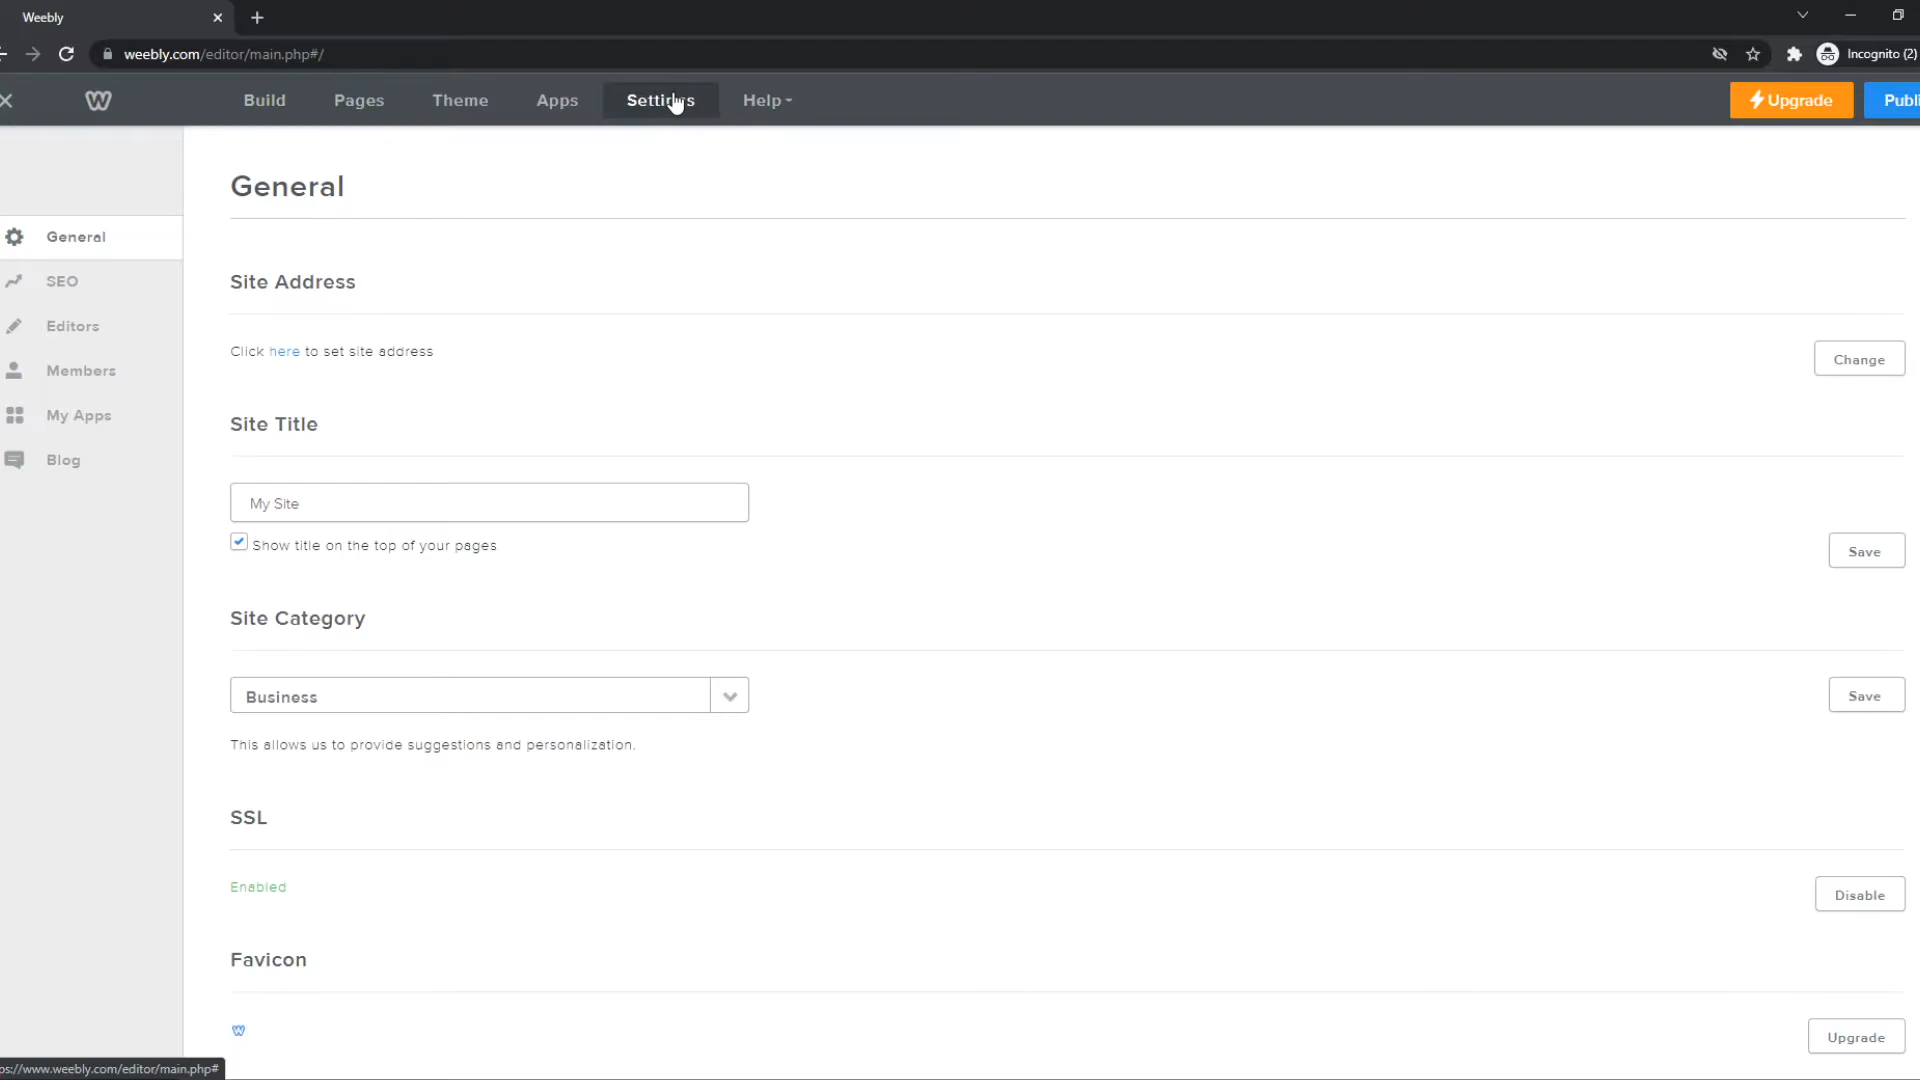 Weebly
weebly.com/editor/main.php#/
Incognito (2)
Build Pages Theme Apps Settings Help
Upgrade
Publi
General
General
SEO
Editors
Members
My Apps
Blog
Site Address
Click here to set site address
Change
Site Title
My Site
Show title on the top of your pages
Save
Site Category
Business
Save
This allows us to provide suggestions and personalization.
SSL
Enabled
Disable
Favicon
Upgrade
ps://www.weebly.com/editor/main.php#